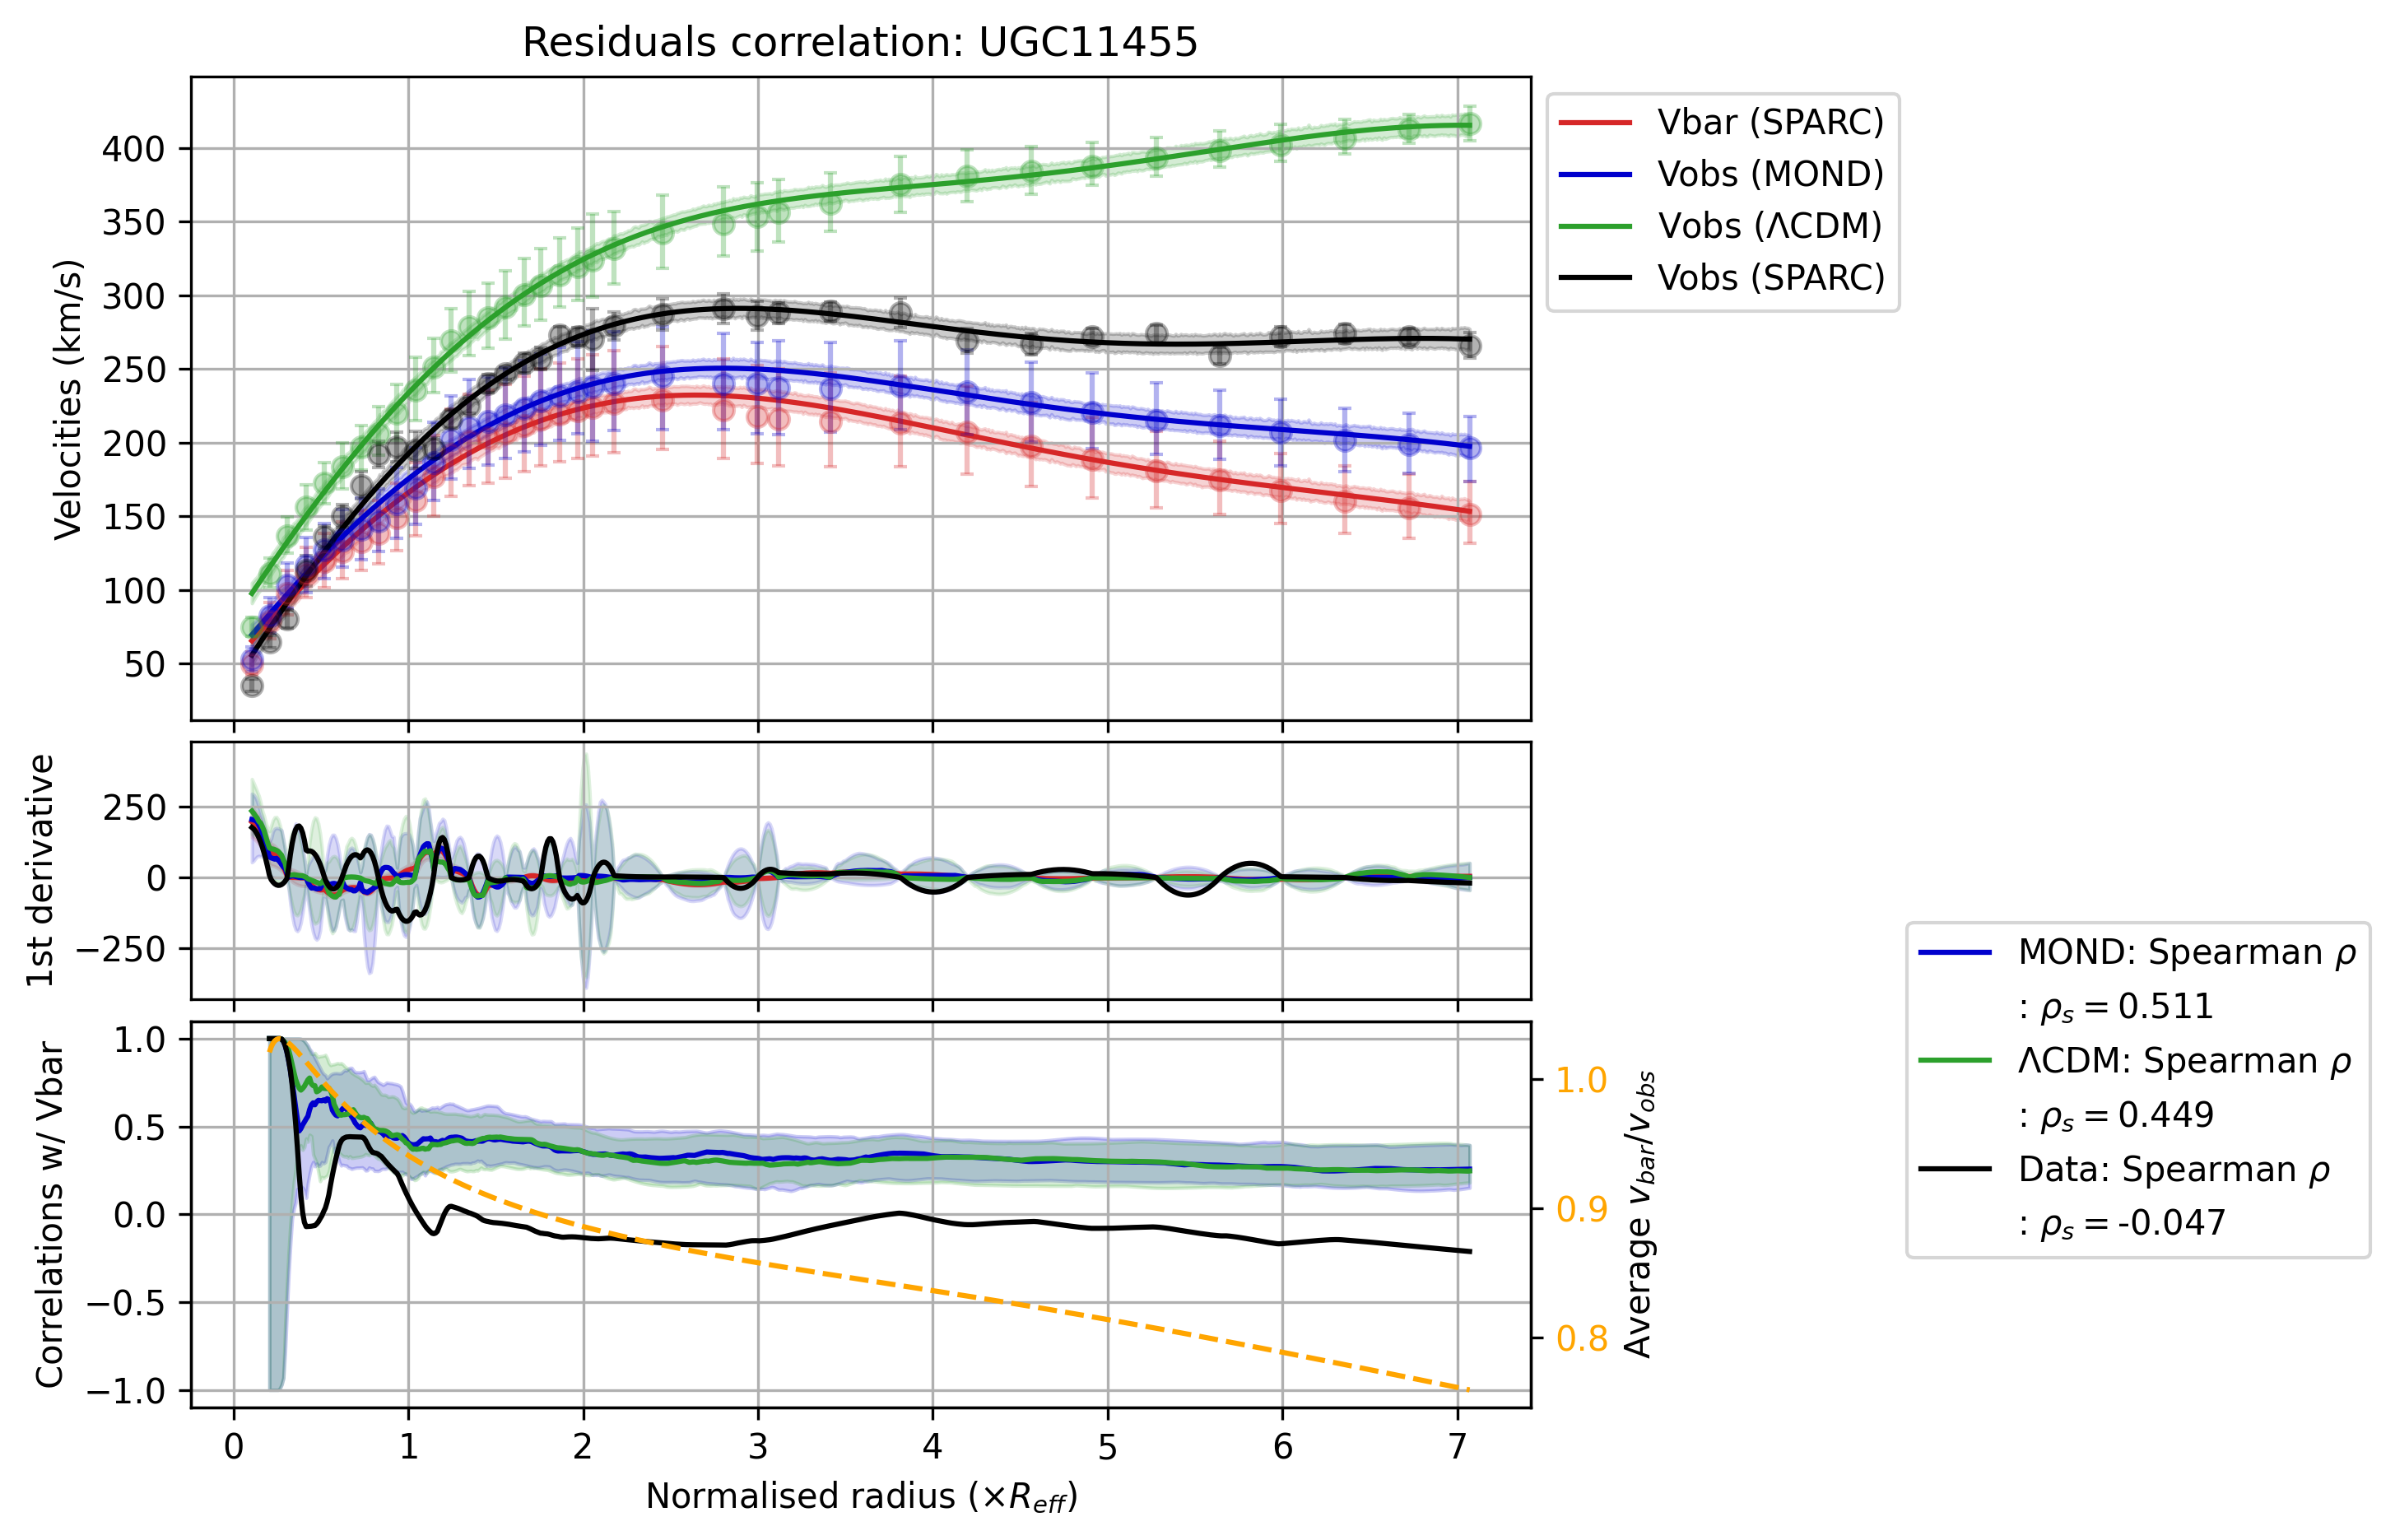 Residuals correlation: UGC11455
Velocities (km/s)
400
350
300
250
200
150
100
50
Vbar (SPARC)
Vobs (MOND)
Vobs (ΛCDM)
Vobs (SPARC)
1st derivative
250
0
−250
Correlations w/ Vbar
1.0
0.5
0.0
−0.5
−1.0
1.0
0.9
0.8
Average v_bar/v_obs
MOND: Spearman ρ
: ρ_s = 0.511
ΛCDM: Spearman ρ
: ρ_s = 0.449
Data: Spearman ρ
: ρ_s = -0.047
0 1 2 3 4 5 6 7
Normalised radius (×R_eff)